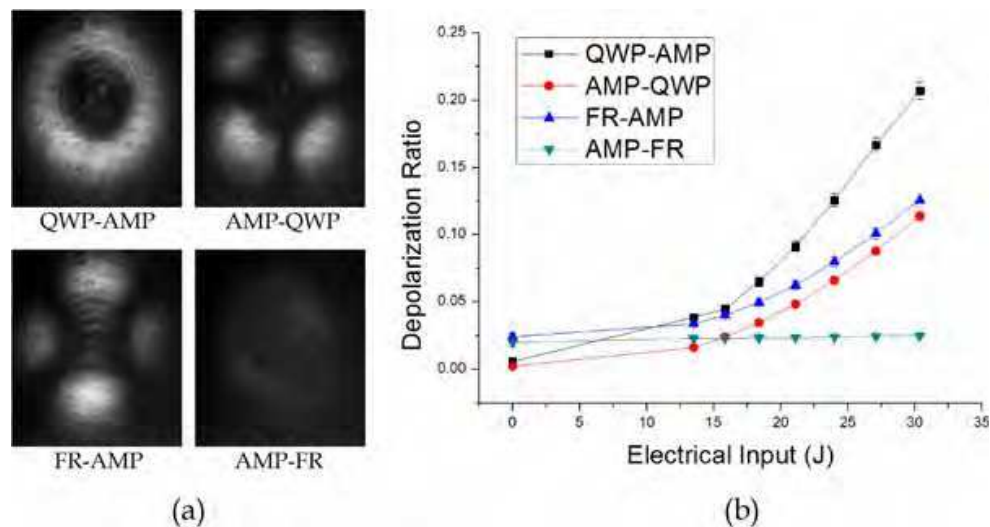 QWP-AMP
AMP-QWP
FR-AMP
AMP-FR
(a)
Depolarization Ratio
0.25
0.20
0.15
0.10
0.05
0.00
QWP-AMP
AMP-QWP
FR-AMP
AMP-FR
0
5
10
15
20
25
30
35
Electrical Input (J)
(b)